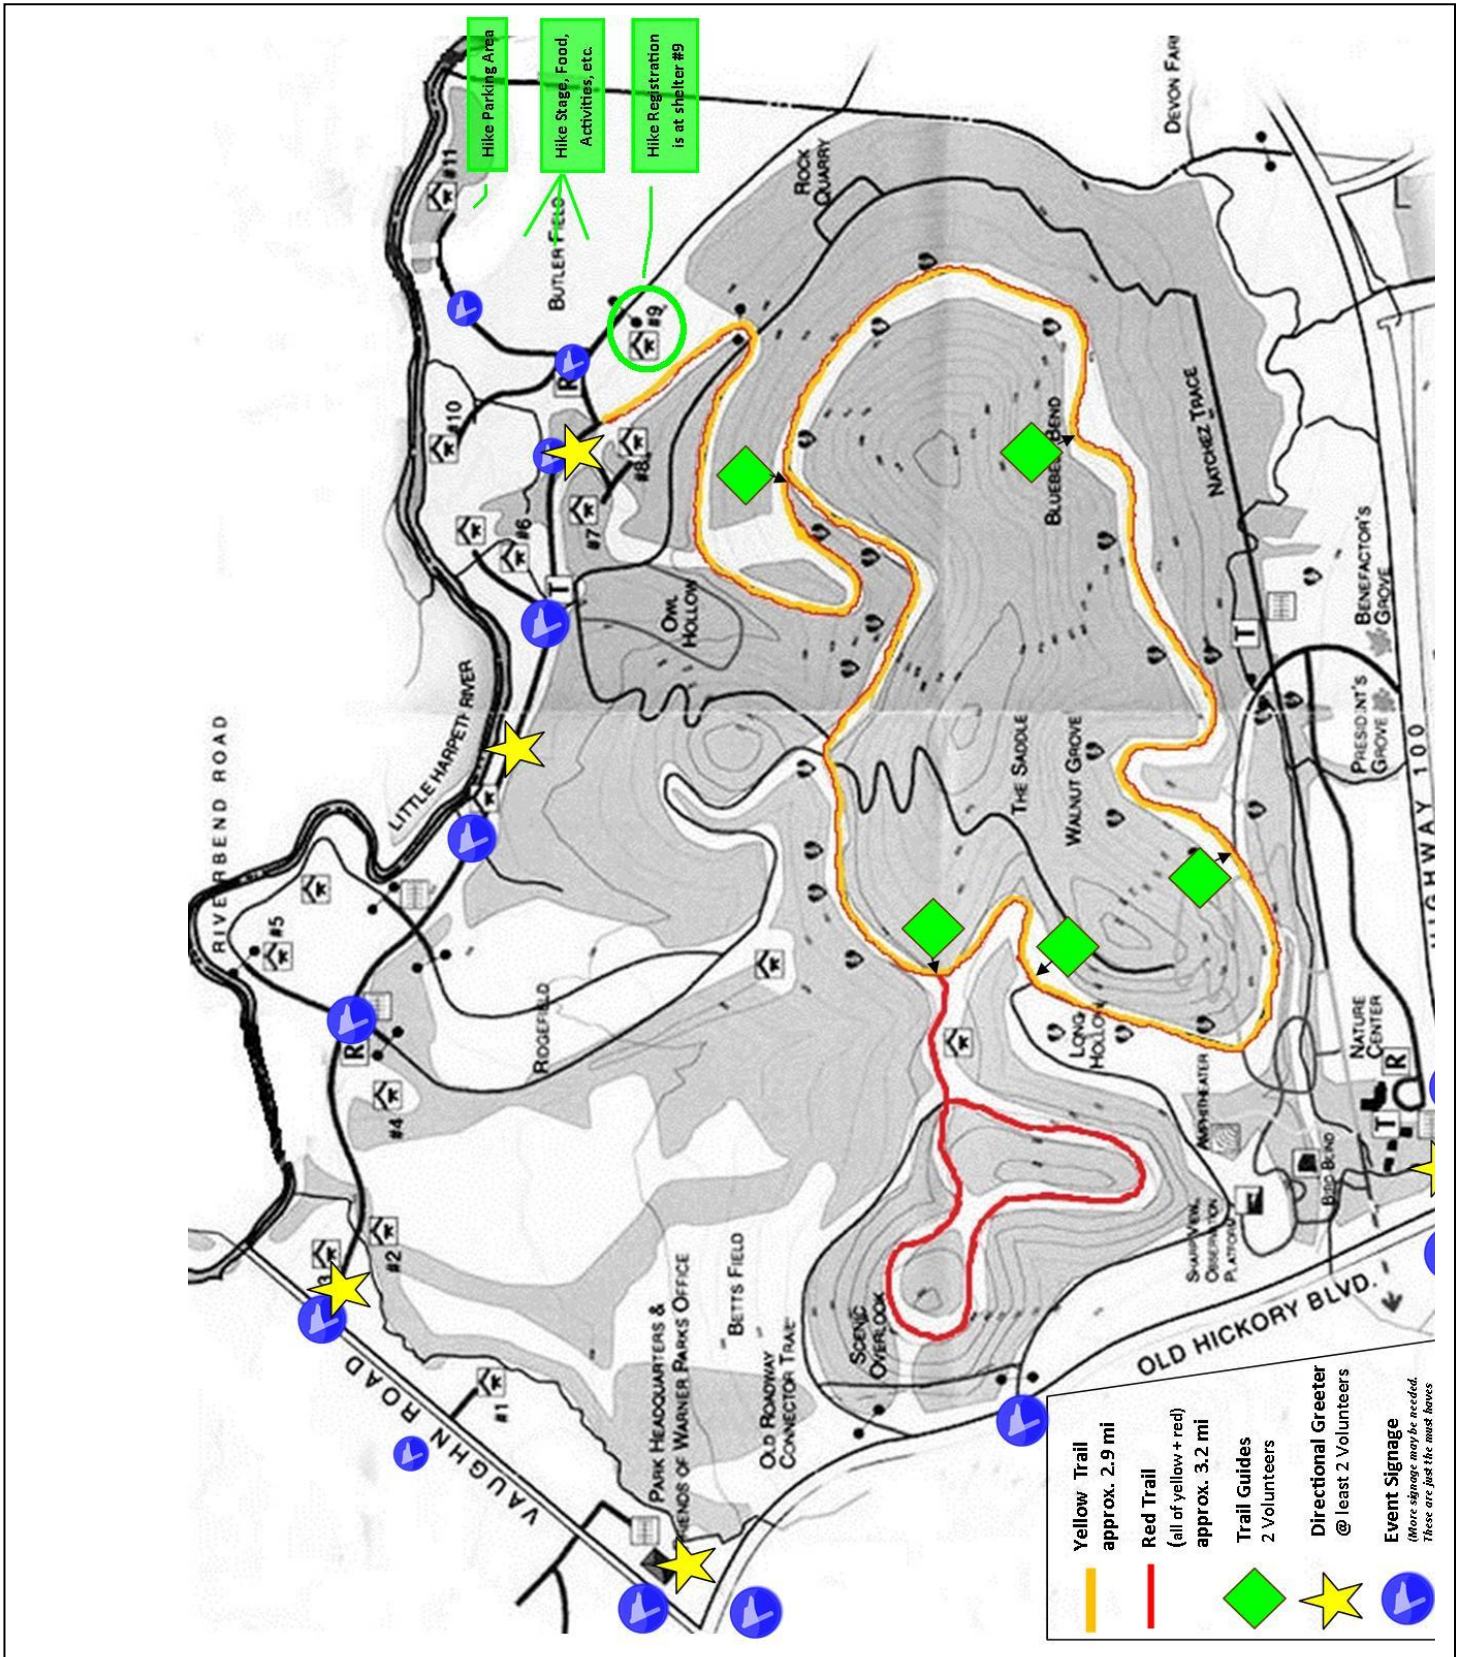 Hike Parking Area
Hike Stage, Food,
Activities, etc.
Hike Registration
is at shelter #9
#11
BUTLER FIELD
#9
ROCK
QUARRY
DEVON FARM
#10
R
#8
#7
#6
T
OWL
HOLLOW
BLUEBELL BEND
NATCHEZ TRACE
T
BENEFACTOR'S
GROVE
PRESIDENT'S
GROVE
HIGHWAY 100
THE SADDLE
WALNUT GROVE
LITTLE HARPETH RIVER
RIVERBEND ROAD
#5
R
#4
RIDGEFIELD
LONG
HOLLOW
NATURE
CENTER
R
T
AMPHITHEATER
BIRD BLIND
SHARP VIEW
OBSERVATION
PLATFORM
3
#2
#1
VAUGHN ROAD
PARK HEADQUARTERS &
FRIENDS OF WARNER PARKS OFFICE
BETTS FIELD
OLD ROADWAY
CONNECTOR TRAIL
SCENIC
OVERLOOK
OLD HICKORY BLVD.
Yellow Trail
approx. 2.9 mi
Red Trail
(all of yellow + red)
approx. 3.2 mi
Trail Guides
2 Volunteers
Directional Greeter
@ least 2 Volunteers
Event Signage
(More signage may be needed.
These are just the must haves